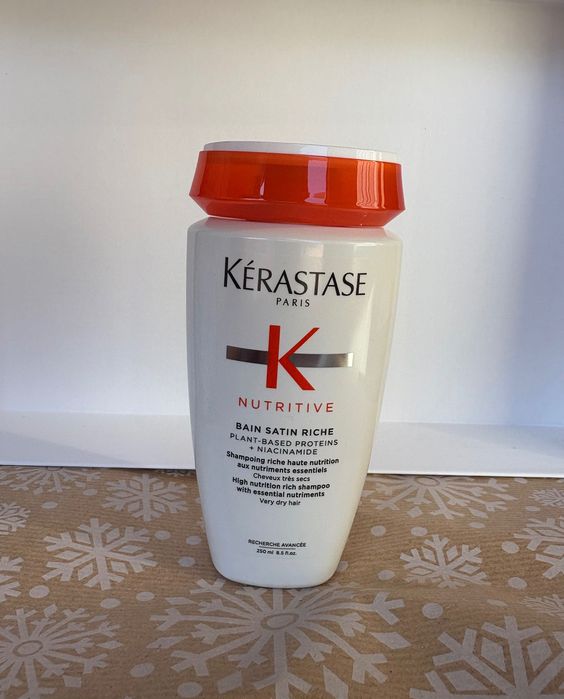 KÉRASTASE
PARIS
K
NUTRITIVE
BAIN SATIN RICHE
PLANT-BASED PROTEINS
+ NIACINAMIDE
Shampoing riche haute nutrition
aux nutriments essentiels
Cheveux très secs
High nutrition rich shampoo
with essential nutriments
Very dry hair
RECHERCHE AVANCÉE
250 ml 8.5 fl.oz.